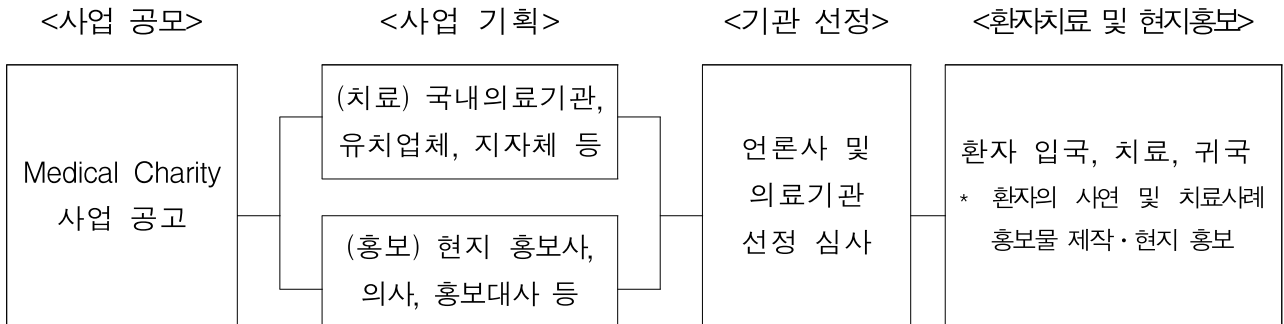 <사업 공모>
<사업 기획>
<기관 선정>
<환자치료 및 현지홍보>
Medical Charity
사업 공고
(치료) 국내의료기관,
유치업체, 지자체 등
(홍보) 현지 홍보사,
의사, 홍보대사 등
언론사 및
의료기관
선정 심사
환자 입국, 치료, 귀국
* 환자의 사연 및 치료사례
홍보물 제작·현지 홍보